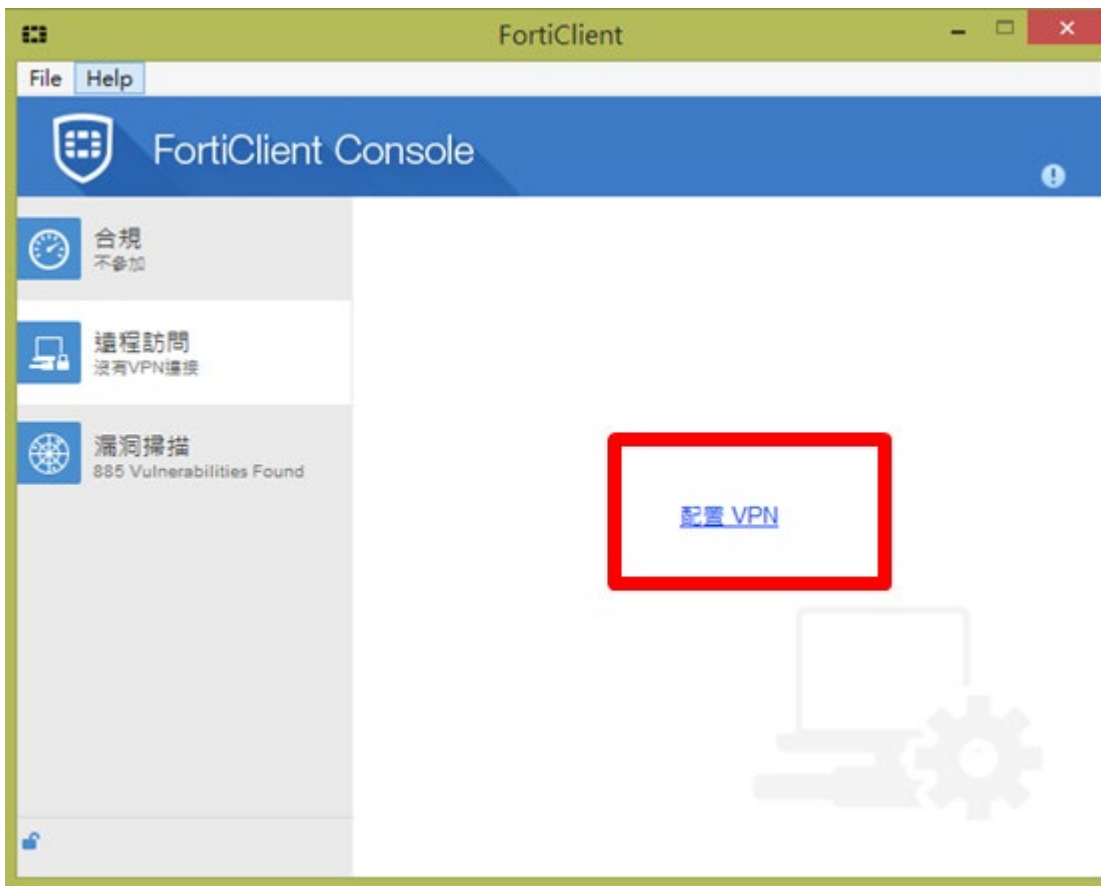 FortiClient
File Help
FortiClient Console
合規
不參加
遠程訪問
沒有VPN連接
漏洞掃描
885 Vulnerabilities Found
配置 VPN